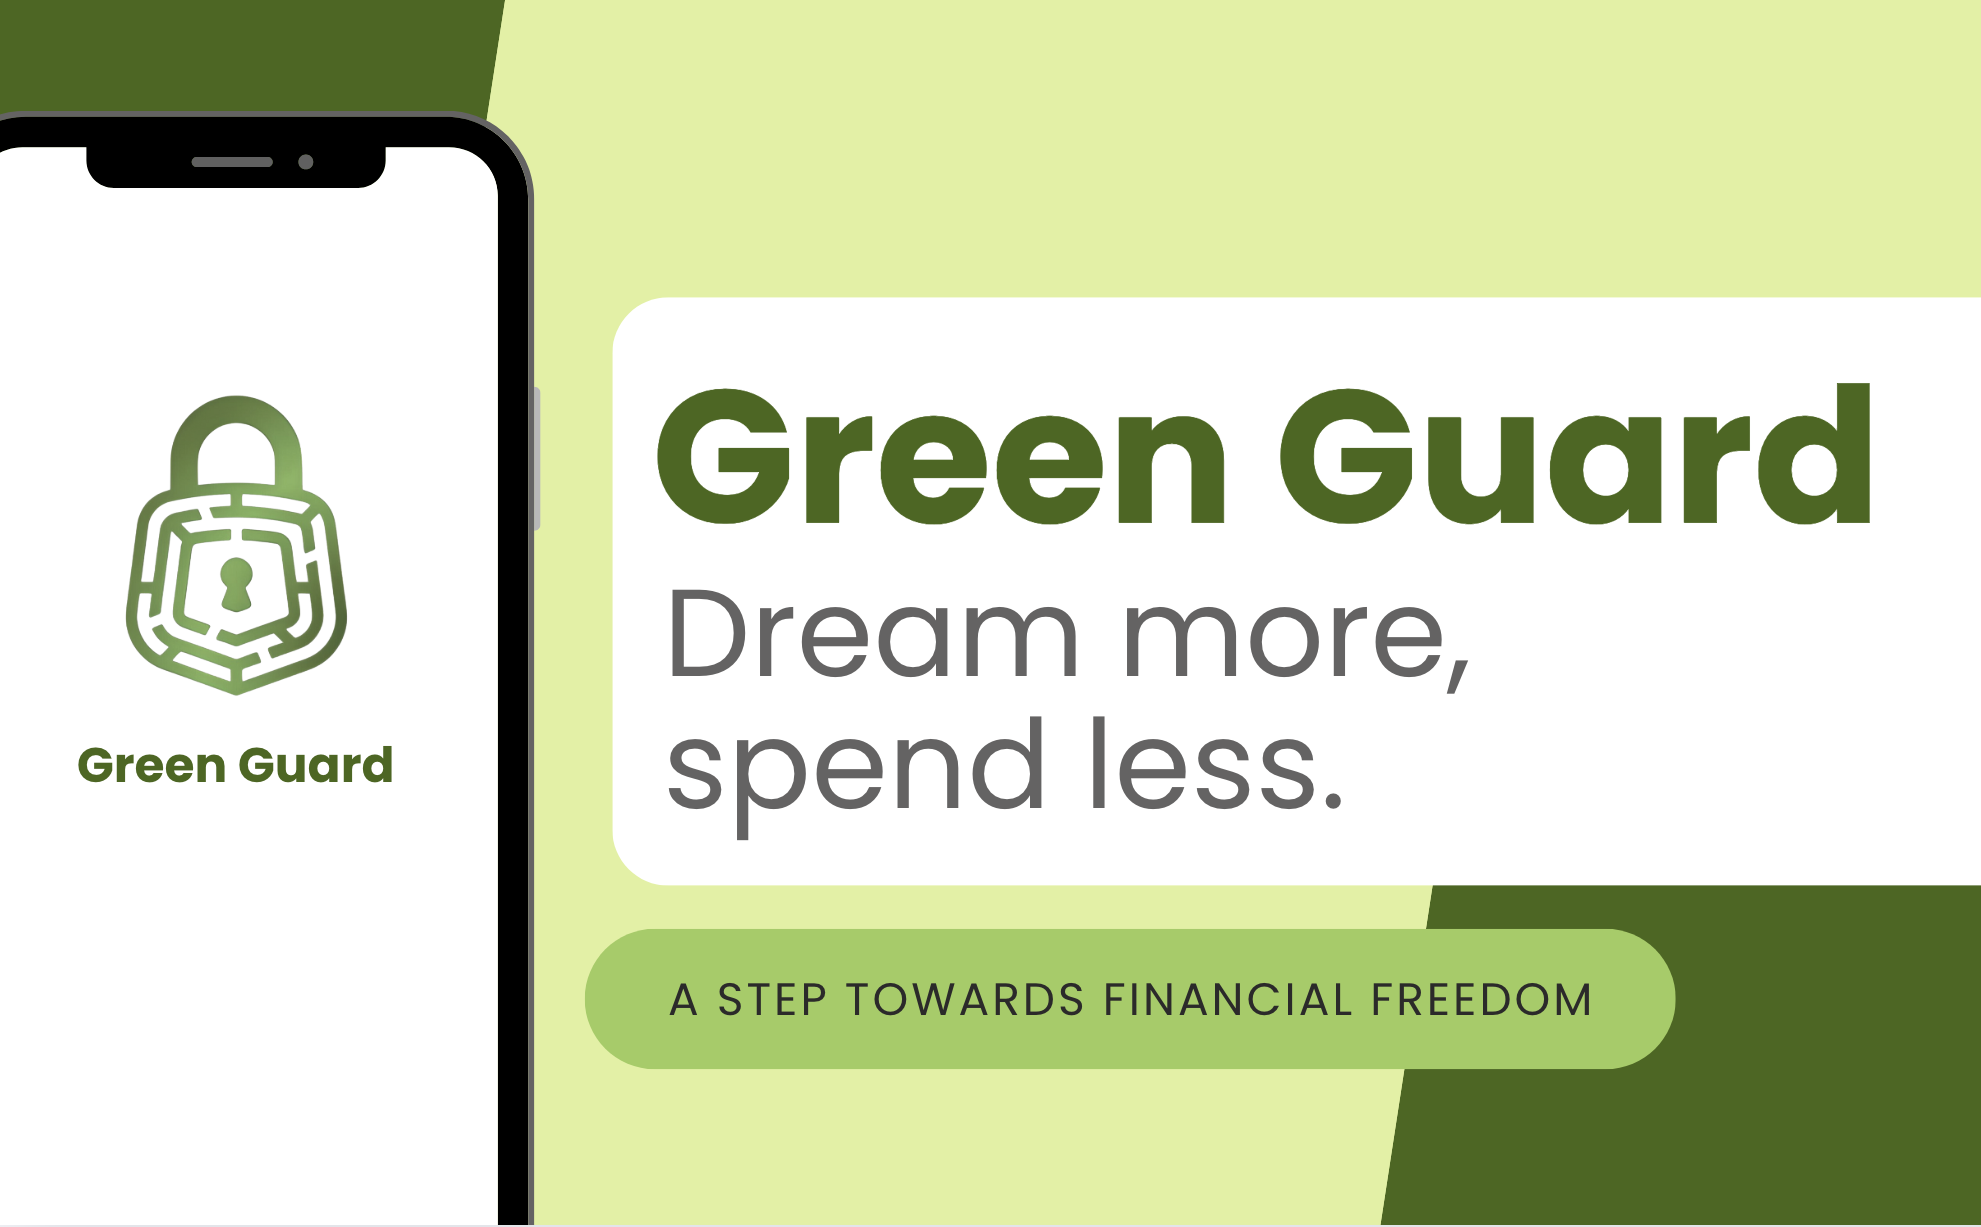 Green Guard
Green Guard
Dream more,
spend less.
A STEP TOWARDS FINANCIAL FREEDOM